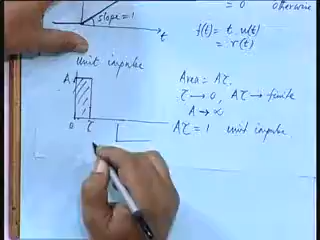 = 0 otherwise
slope = 1
t
f(t) = t u(t)
= r(t)
unit impulse
A
0 τ
Area = Aτ
τ → 0, Aτ → finite
A → ∞
Aτ = 1 unit impulse